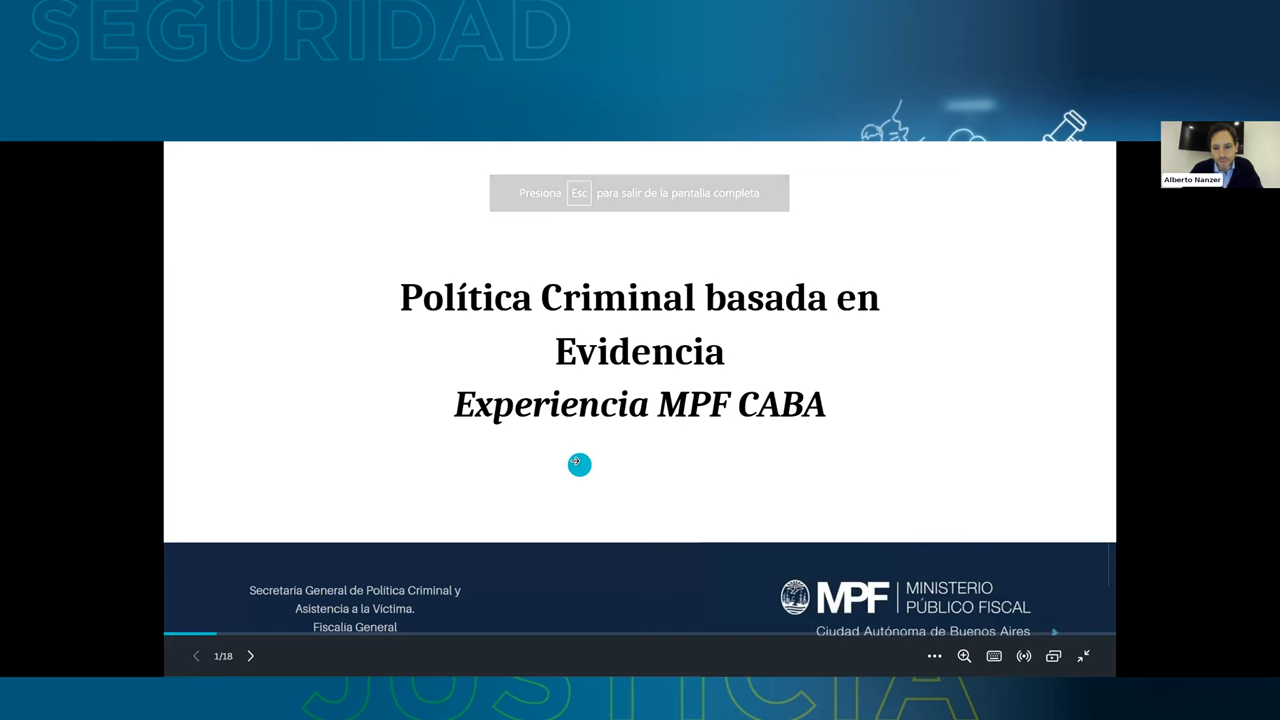 SEGURIDAD
Presiona Esc para salir de la pantalla completa
Alberto Nanzer
Política Criminal basada en
Evidencia
Experiencia MPF CABA
Secretaría General de Política Criminal y
Asistencia a la Víctima.
Fiscalía General
MPF MINISTERIO
PÚBLICO FISCAL
Ciudad Autónoma de Buenos Aires
1/18
JUSTICIA